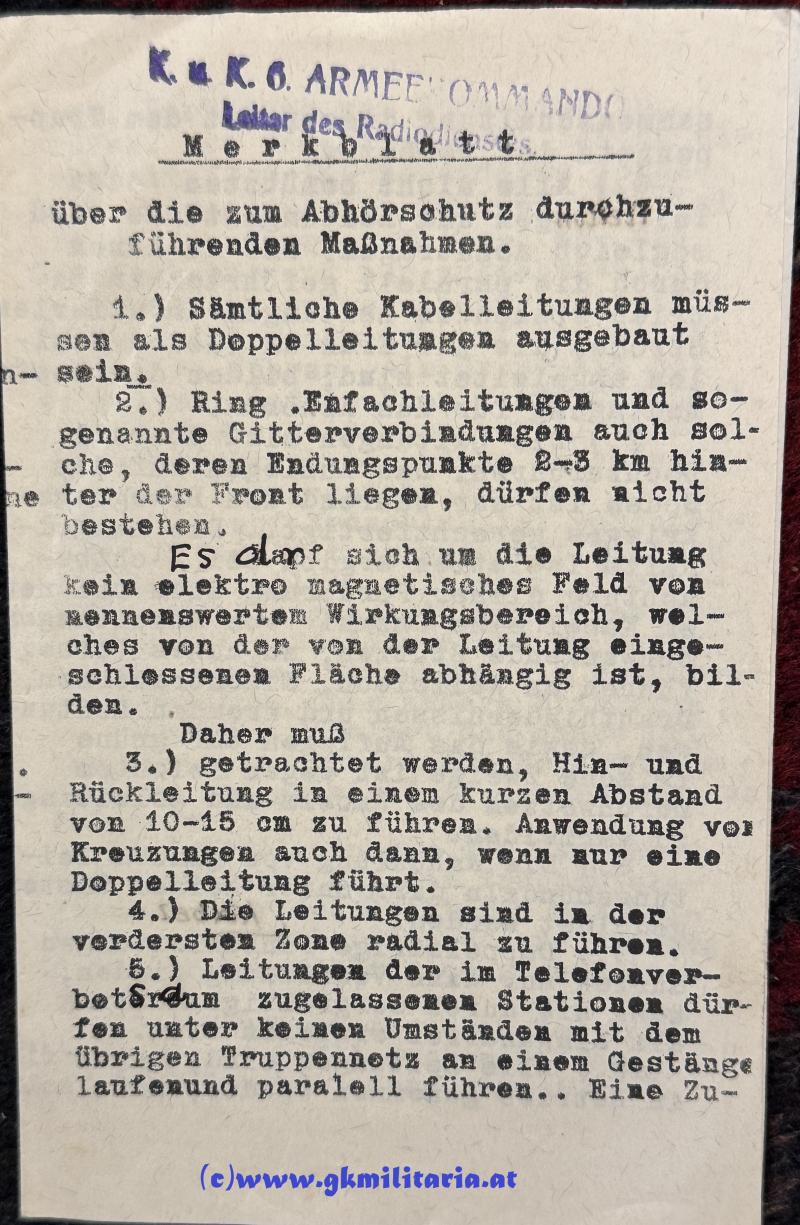 K. u K. 6. ARMEEKOMMANDO
Leiter des Radiodienstes.
Merkblatt
über die zum Abhörschutz durchzu-
führenden Maßnahmen.
1.) Sämtliche Kabelleitungen müs-
sen als Doppelleitungen ausgebaut
n- sein.
2.) Ring .Enfachleitungen und so-
genannte Gitterverbindungen auch sol-
- che, deren Endungspunkte 2-3 km hin-
ne ter der Front liegen, dürfen nicht
bestehen.
Es darf sich um die Leitung
kein elektro magnetisches Feld von
nennenswertem Wirkungsbereich, wel-
ches von der von der Leitung einge-
schlossenen Fläche abhängig ist, bil-
den.
Daher muß
. 3.) getrachtet werden, Hin- und
- Rückleitung in einem kurzen Abstand
von 10-15 cm zu führen. Anwendung von
Kreuzungen auch dann, wenn nur eine
Doppelleitung führt.
4.) Die Leitungen sind in der
vordersten Zone radial zu führen.
5.) Leitungen der im Telefonver-
botsraum zugelassenen Stationen dür-
fen unter keinen Umständen mit dem
übrigen Truppennetz an einem Gestänge
laufenund paralell führen.. Eine Zu-
(c)www.gkmilitaria.at